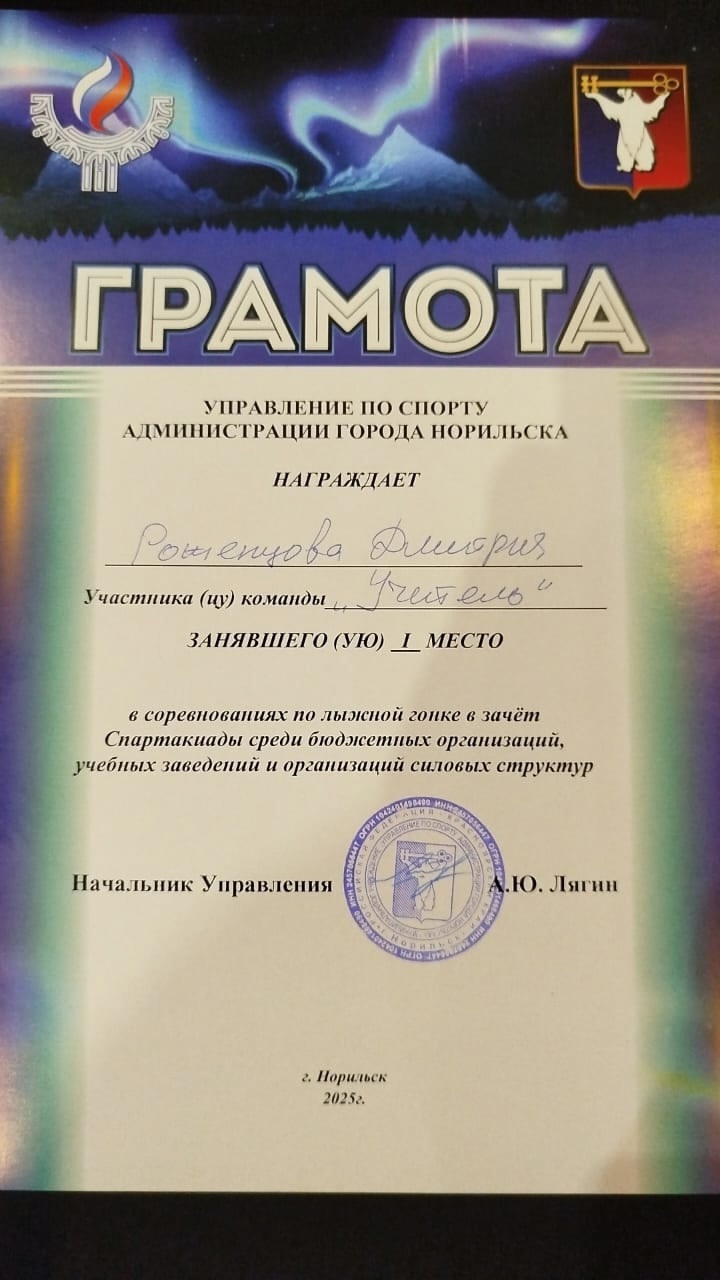 ГРАМОТА
УПРАВЛЕНИЕ ПО СПОРТУ
АДМИНИСТРАЦИИ ГОРОДА НОРИЛЬСКА
НАГРАЖДАЕТ
Роженцова Дмитрия
Участника (цу) команды „Учитель“
ЗАНЯВШЕГО (УЮ) I МЕСТО
в соревнованиях по лыжной гонке в зачёт
Спартакиады среди бюджетных организаций,
учебных заведений и организаций силовых структур
Начальник Управления А.Ю. Лягин
г. Норильск
2025г.